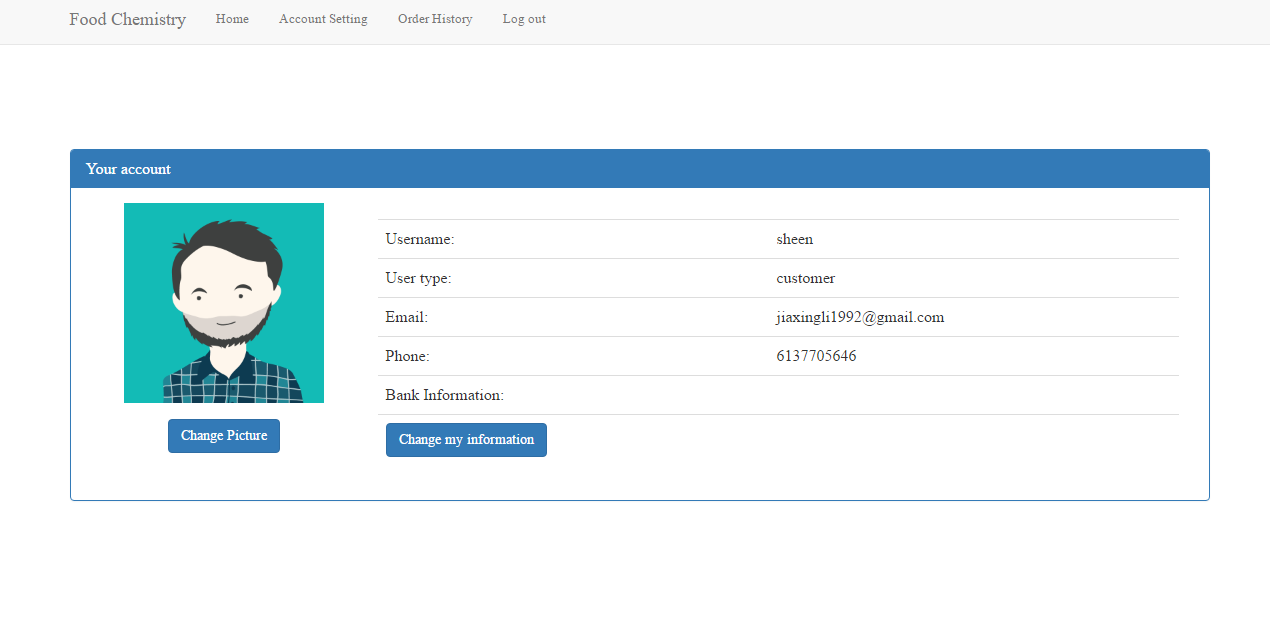 Food Chemistry Home Account Setting Order History Log out
Your account
Username: sheen
User type: customer
Email: jiaxingli1992@gmail.com
Phone: 6137705646
Bank Information:
Change Picture
Change my information